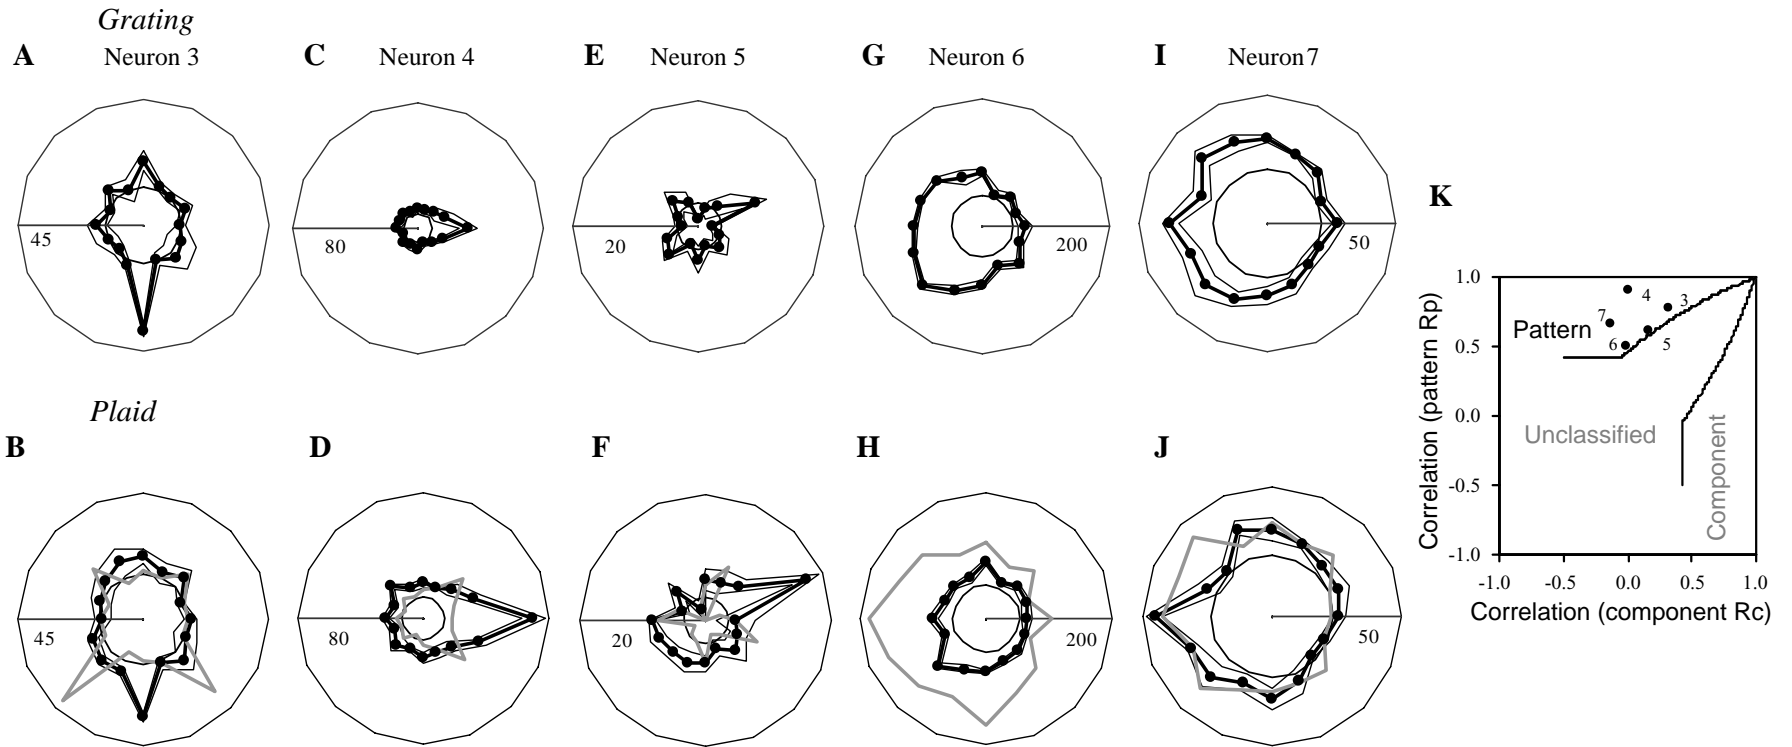 Grating
A Neuron 3 C Neuron 4 E Neuron 5 G Neuron 6 I Neuron 7
45 80 20 200 50
K
Plaid
B D F H J
45 80 20 200 50
Correlation (pattern Rp)
1.0
0.5
0.0
-0.5
-1.0
Pattern
3
4
7
6
5
Unclassified
Component
-1.0 -0.5 0.0 0.5 1.0
Correlation (component Rc)